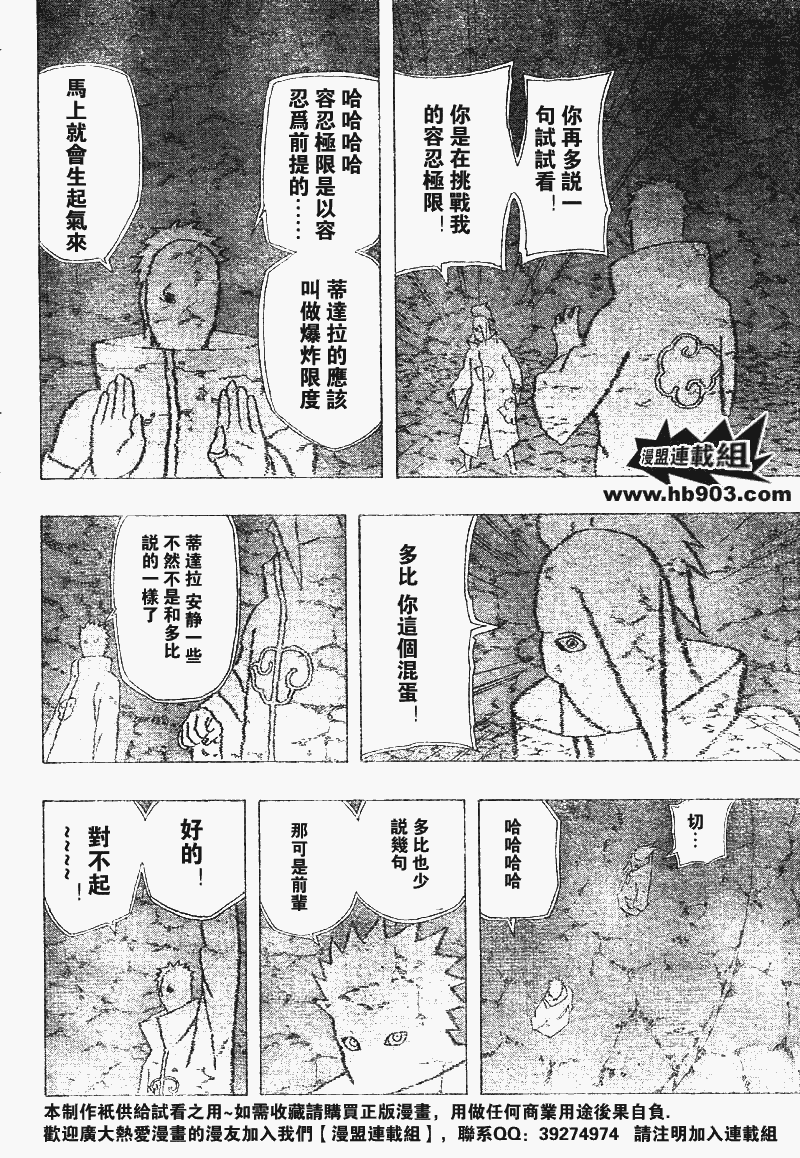 你再多說一
句試試看！
你是在挑戰我
的容忍極限！
哈哈哈哈
容忍極限是以容
忍爲前提的……
蒂達拉的應該
叫做爆炸限度
馬上就會生起氣來
漫盟連載組
www.hb903.com
多比 你這個混蛋！
蒂達拉 安靜一些
不然不是和多比
説的一樣了
切…
哈哈哈哈
多比也少
説幾句
那可是前輩
好的！
對不起
~~~~！
本制作衹供給試看之用~如需收藏請購買正版漫畫，用做任何商業用途後果自負.
歡迎廣大熱愛漫畫的漫友加入我們【漫盟連載組】，聯系QQ：39274974 請注明加入連載組